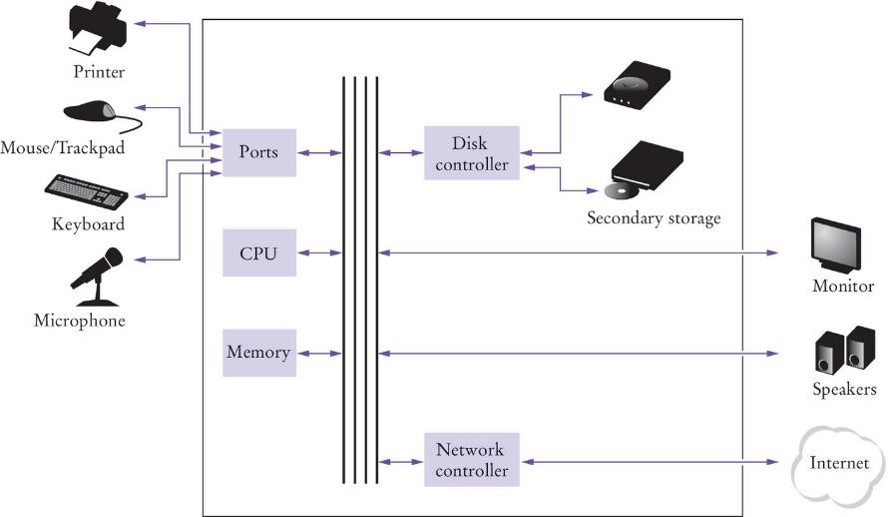 Printer
Mouse/Trackpad
Keyboard
Microphone
Ports
CPU
Memory
Disk
controller
Secondary storage
Network
controller
Monitor
Speakers
Internet